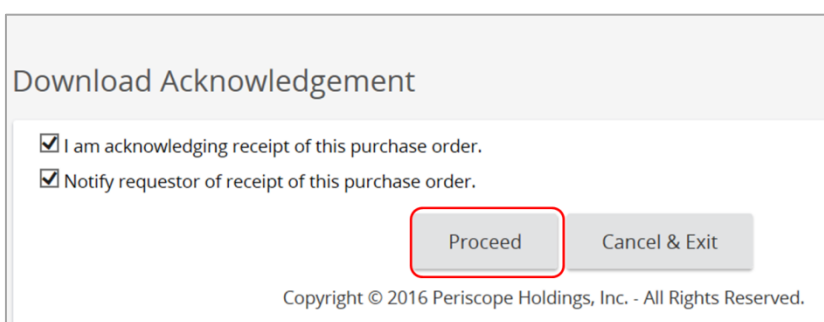 Download Acknowledgement
I am acknowledging receipt of this purchase order.
Notify requestor of receipt of this purchase order.
Proceed Cancel & Exit
Copyright © 2016 Periscope Holdings, Inc. - All Rights Reserved.